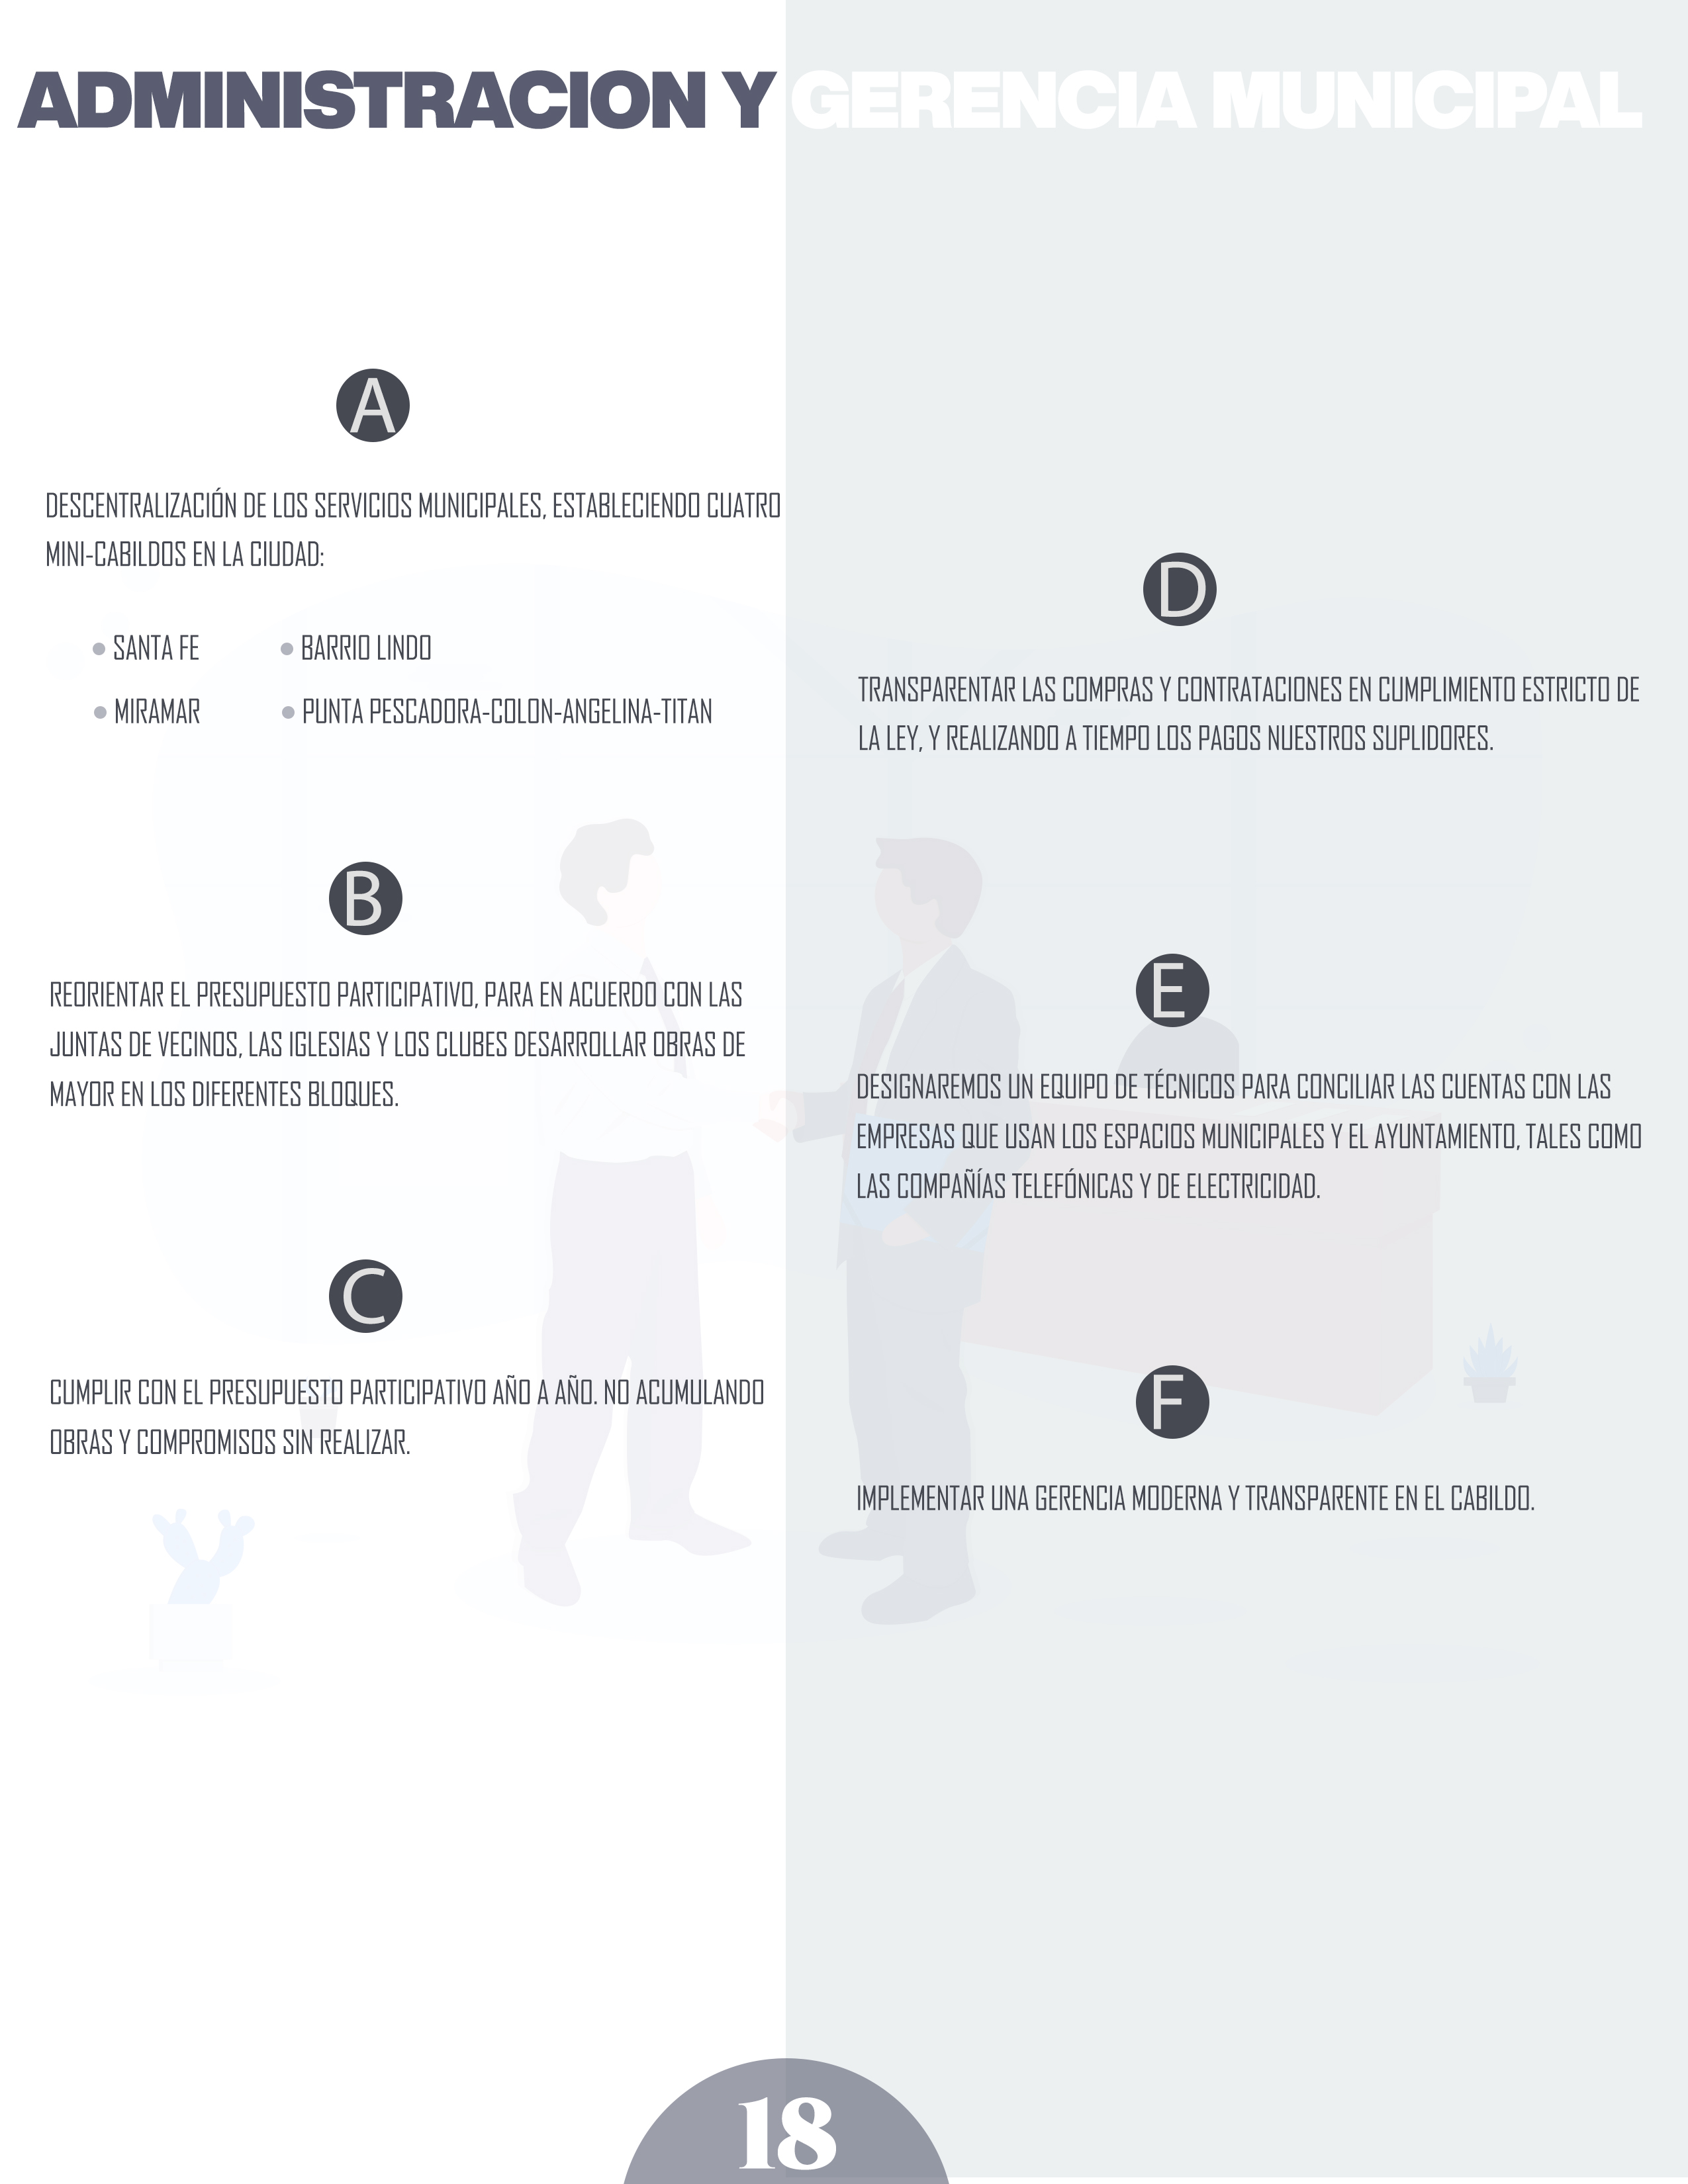 ADMINISTRACION Y GERENCIA MUNICIPAL
A
DESCENTRALIZACIÓN DE LOS SERVICIOS MUNICIPALES, ESTABLECIENDO CUATRO
MINI-CABILDOS EN LA CIUDAD:
• SANTA FE • BARRIO LINDO
• MIRAMAR • PUNTA PESCADORA-COLON-ANGELINA-TITAN
B
REORIENTAR EL PRESUPUESTO PARTICIPATIVO, PARA EN ACUERDO CON LAS
JUNTAS DE VECINOS, LAS IGLESIAS Y LOS CLUBES DESARROLLAR OBRAS DE
MAYOR EN LOS DIFERENTES BLOQUES.
C
CUMPLIR CON EL PRESUPUESTO PARTICIPATIVO AÑO A AÑO. NO ACUMULANDO
OBRAS Y COMPROMISOS SIN REALIZAR.
D
TRANSPARENTAR LAS COMPRAS Y CONTRATACIONES EN CUMPLIMIENTO ESTRICTO DE
LA LEY, Y REALIZANDO A TIEMPO LOS PAGOS NUESTROS SUPLIDORES.
E
DESIGNAREMOS UN EQUIPO DE TÉCNICOS PARA CONCILIAR LAS CUENTAS CON LAS
EMPRESAS QUE USAN LOS ESPACIOS MUNICIPALES Y EL AYUNTAMIENTO, TALES COMO
LAS COMPAÑÍAS TELEFÓNICAS Y DE ELECTRICIDAD.
F
IMPLEMENTAR UNA GERENCIA MODERNA Y TRANSPARENTE EN EL CABILDO.
18